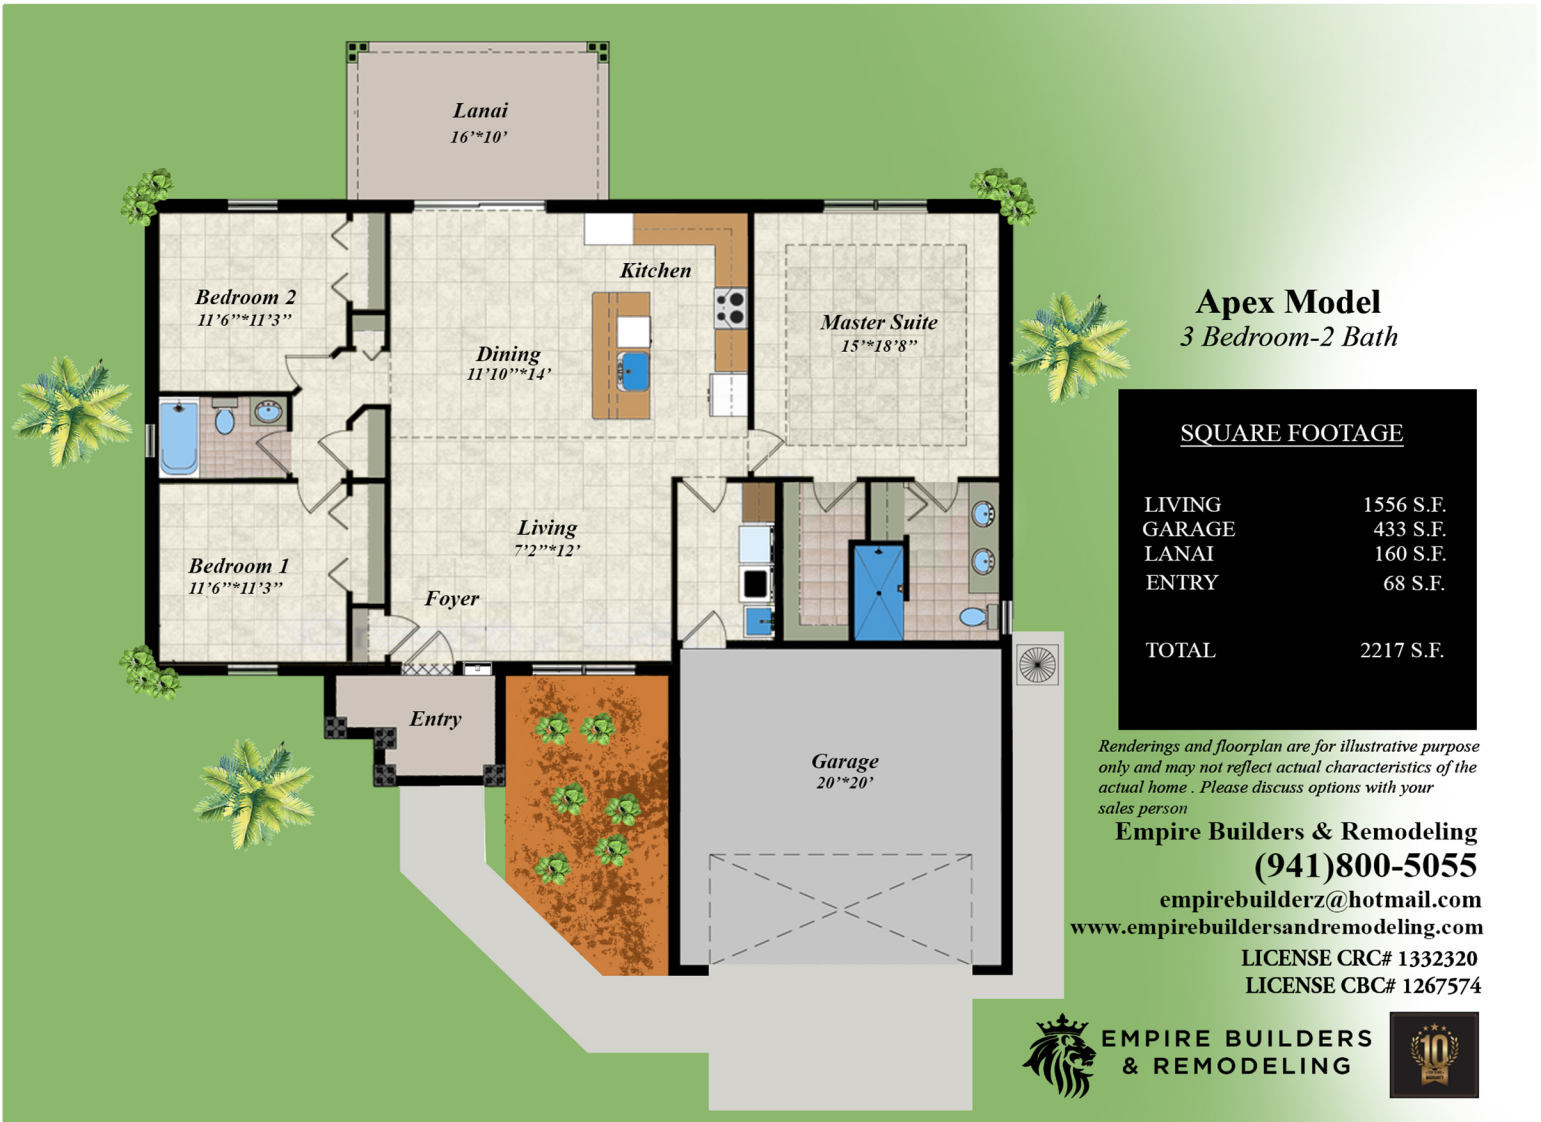 Lanai
16’*10’
Kitchen
Bedroom 2
11’6”*11’3”
Master Suite
15’*18’8”
Dining
11’10”*14’
Living
7’2”*12’
Bedroom 1
11’6”*11’3”
Foyer
Entry
Garage
20’*20’
Apex Model
3 Bedroom-2 Bath
SQUARE FOOTAGE
LIVING 1556 S.F.
GARAGE 433 S.F.
LANAI 160 S.F.
ENTRY 68 S.F.
TOTAL 2217 S.F.
Renderings and floorplan are for illustrative purpose
only and may not reflect actual characteristics of the
actual home . Please discuss options with your
sales person
Empire Builders & Remodeling
(941)800-5055
empirebuilderz@hotmail.com
www.empirebuildersandremodeling.com
LICENSE CRC# 1332320
LICENSE CBC# 1267574
EMPIRE BUILDERS
& REMODELING
10
WARRANTY